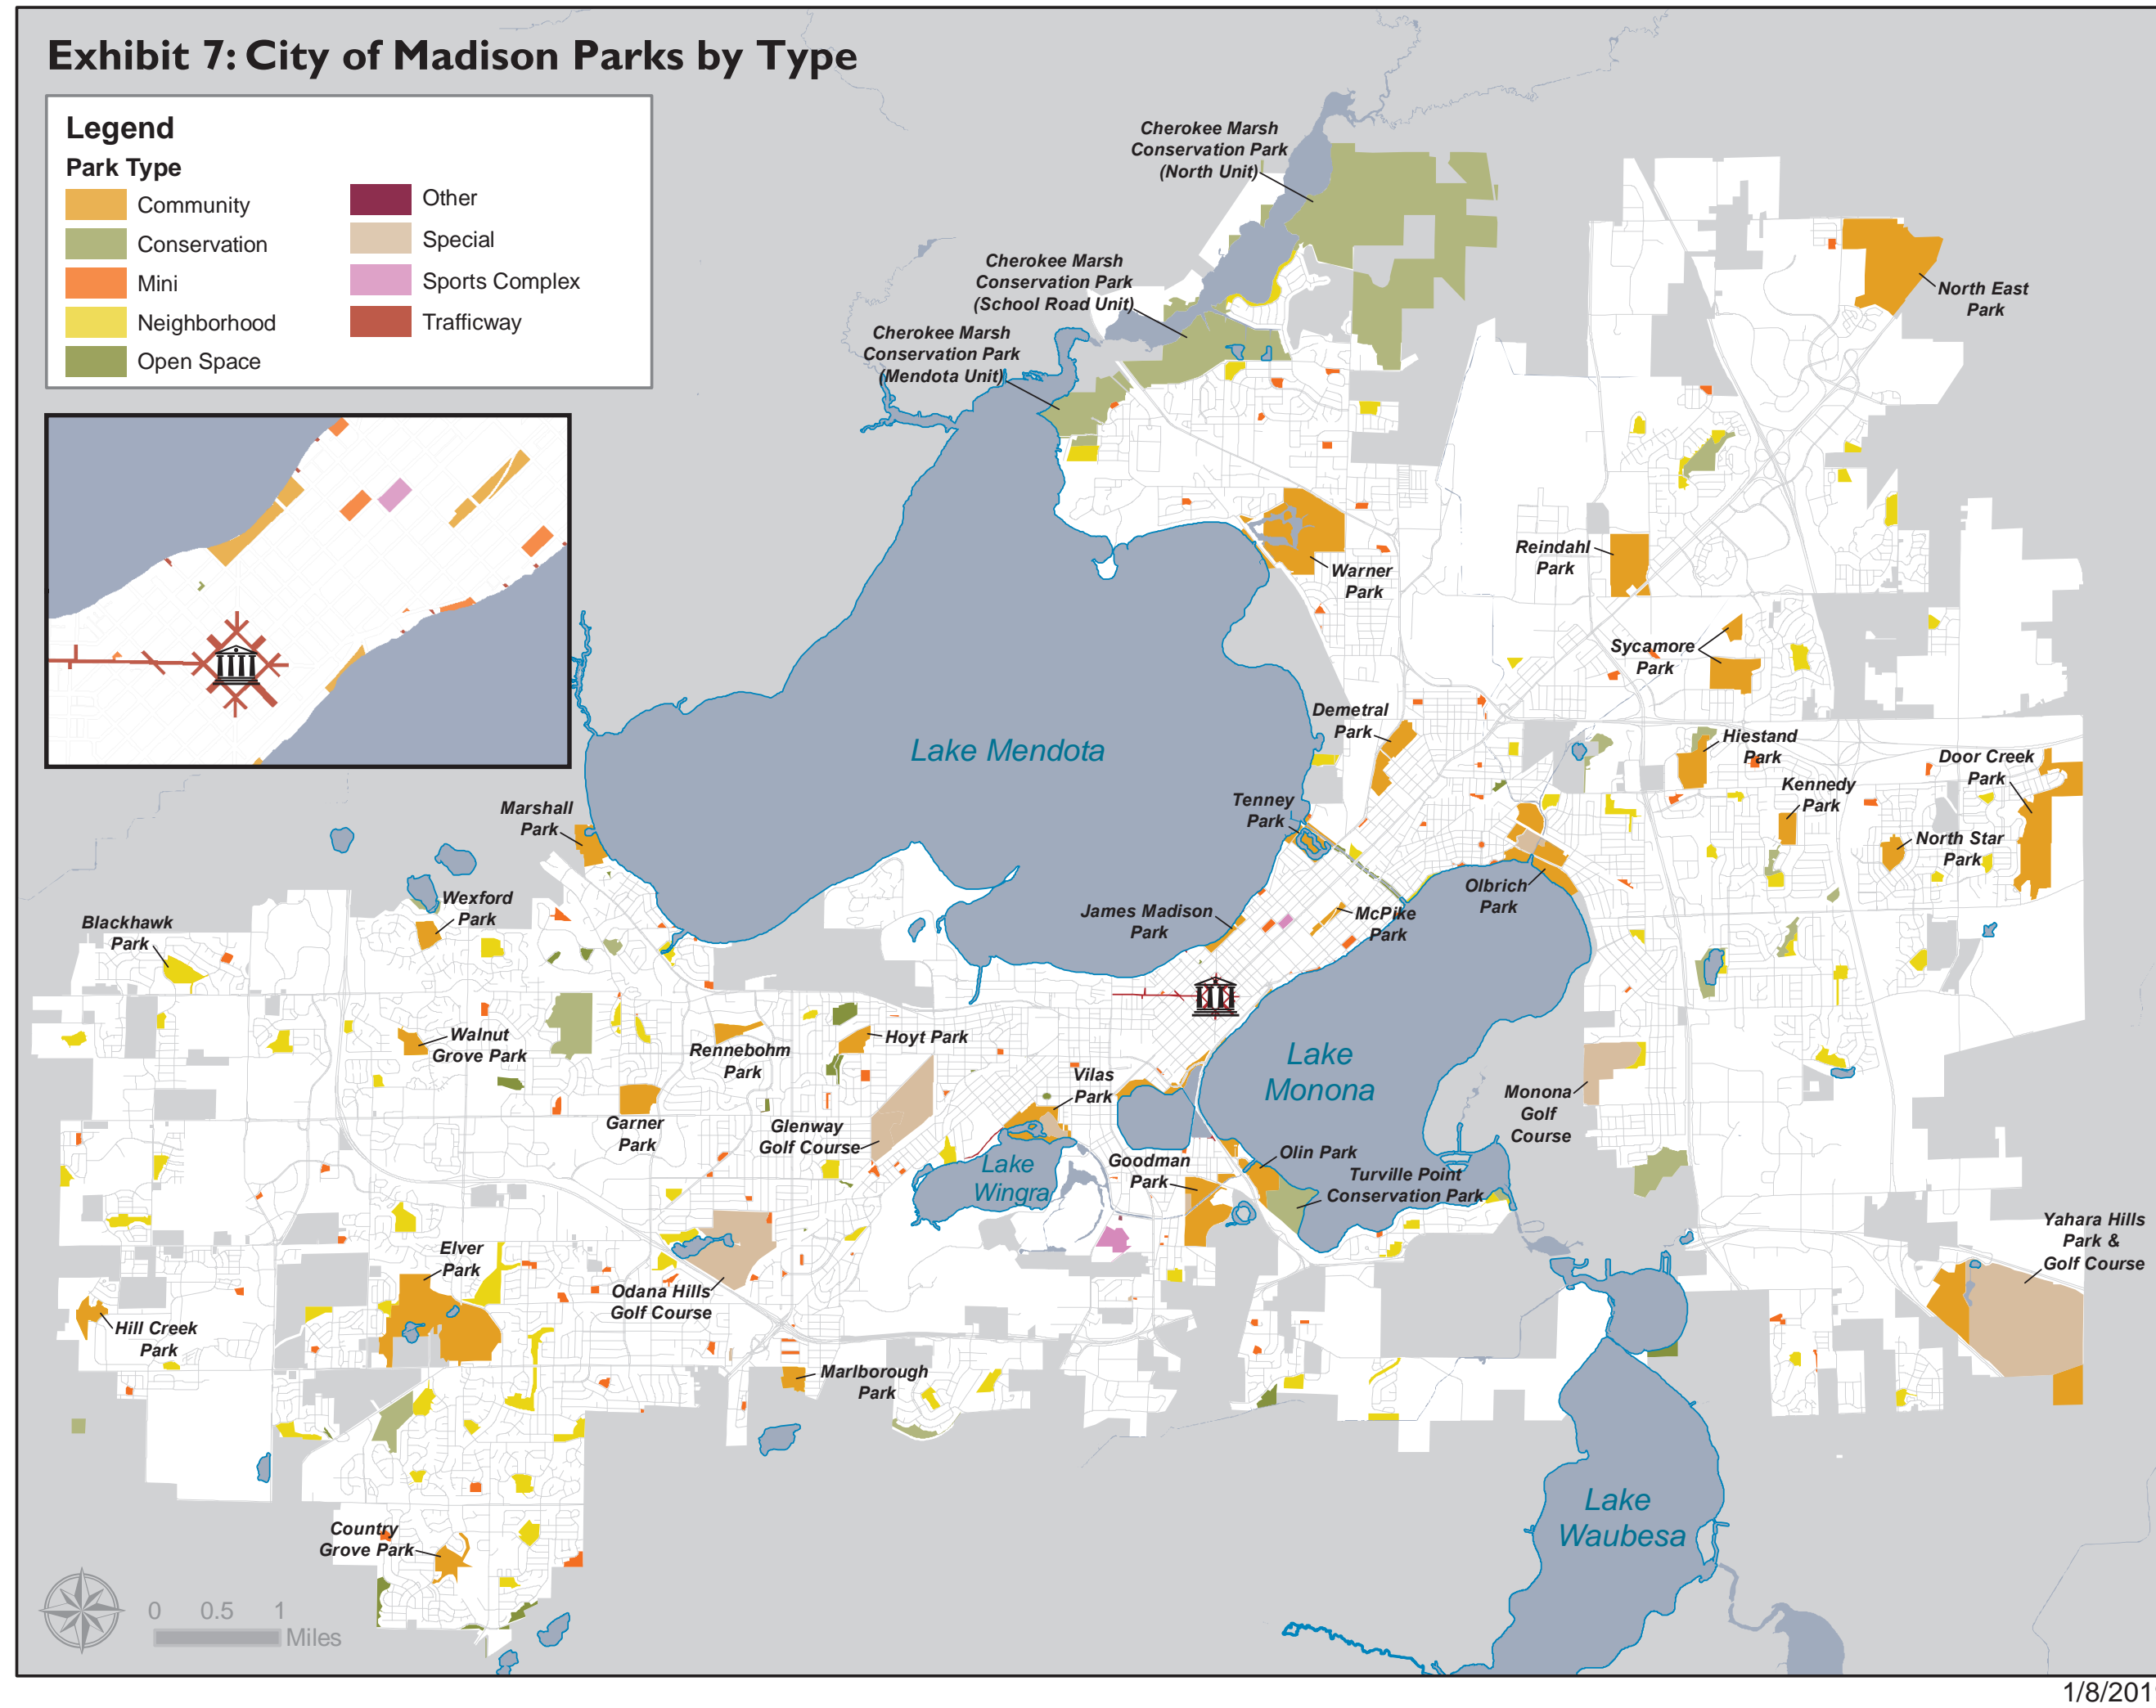 Exhibit 7: City of Madison Parks by Type
Legend
Park Type
Community
Conservation
Mini
Neighborhood
Open Space
Other
Special
Sports Complex
Trafficway
Cherokee Marsh
Conservation Park
(North Unit)
Cherokee Marsh
Conservation Park
(School Road Unit)
Cherokee Marsh
Conservation Park
(Mendota Unit)
North East
Park
Warner
Park
Reindahl
Park
Sycamore
Park
Demetral
Park
Hiestand
Park
Door Creek
Park
Kennedy
Park
North Star
Park
Lake Mendota
Tenney
Park
Marshall
Park
Olbrich
Park
James Madison
Park
McPike
Park
Wexford
Park
Blackhawk
Park
Walnut
Grove Park
Rennebohm
Park
Hoyt Park
Garner
Park
Glenway
Golf Course
Vilas
Park
Lake
Monona
Monona
Golf
Course
Lake
Wingra
Goodman
Park
Olin Park
Turville Point
Conservation Park
Yahara Hills
Park &
Golf Course
Elver
Park
Odana Hills
Golf Course
Hill Creek
Park
Marlborough
Park
Lake
Waubesa
Country
Grove Park
0 0.5 1
Miles
1/8/201